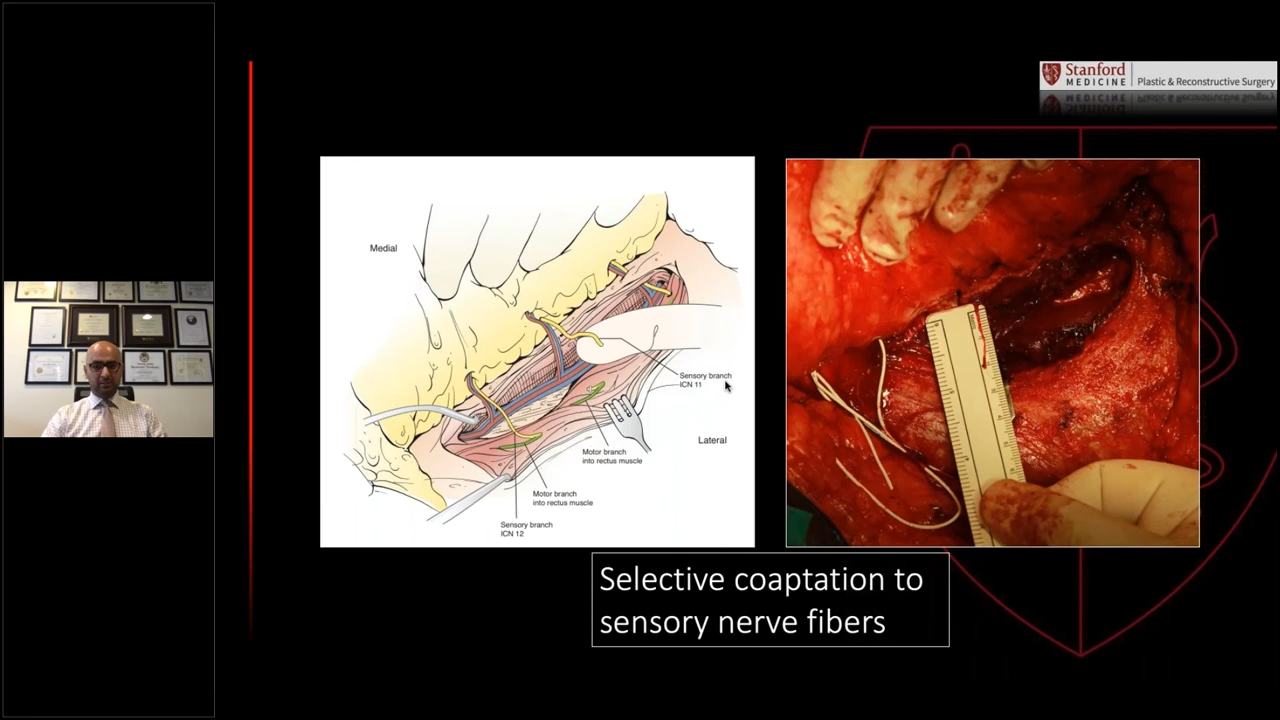 Stanford
MEDICINE
Plastic & Reconstructive Surgery
Medial
Sensory branch
ICN 11
Lateral
Motor branch
into rectus muscle
Motor branch
into rectus muscle
Sensory branch
ICN 12
Selective coaptation to
sensory nerve fibers